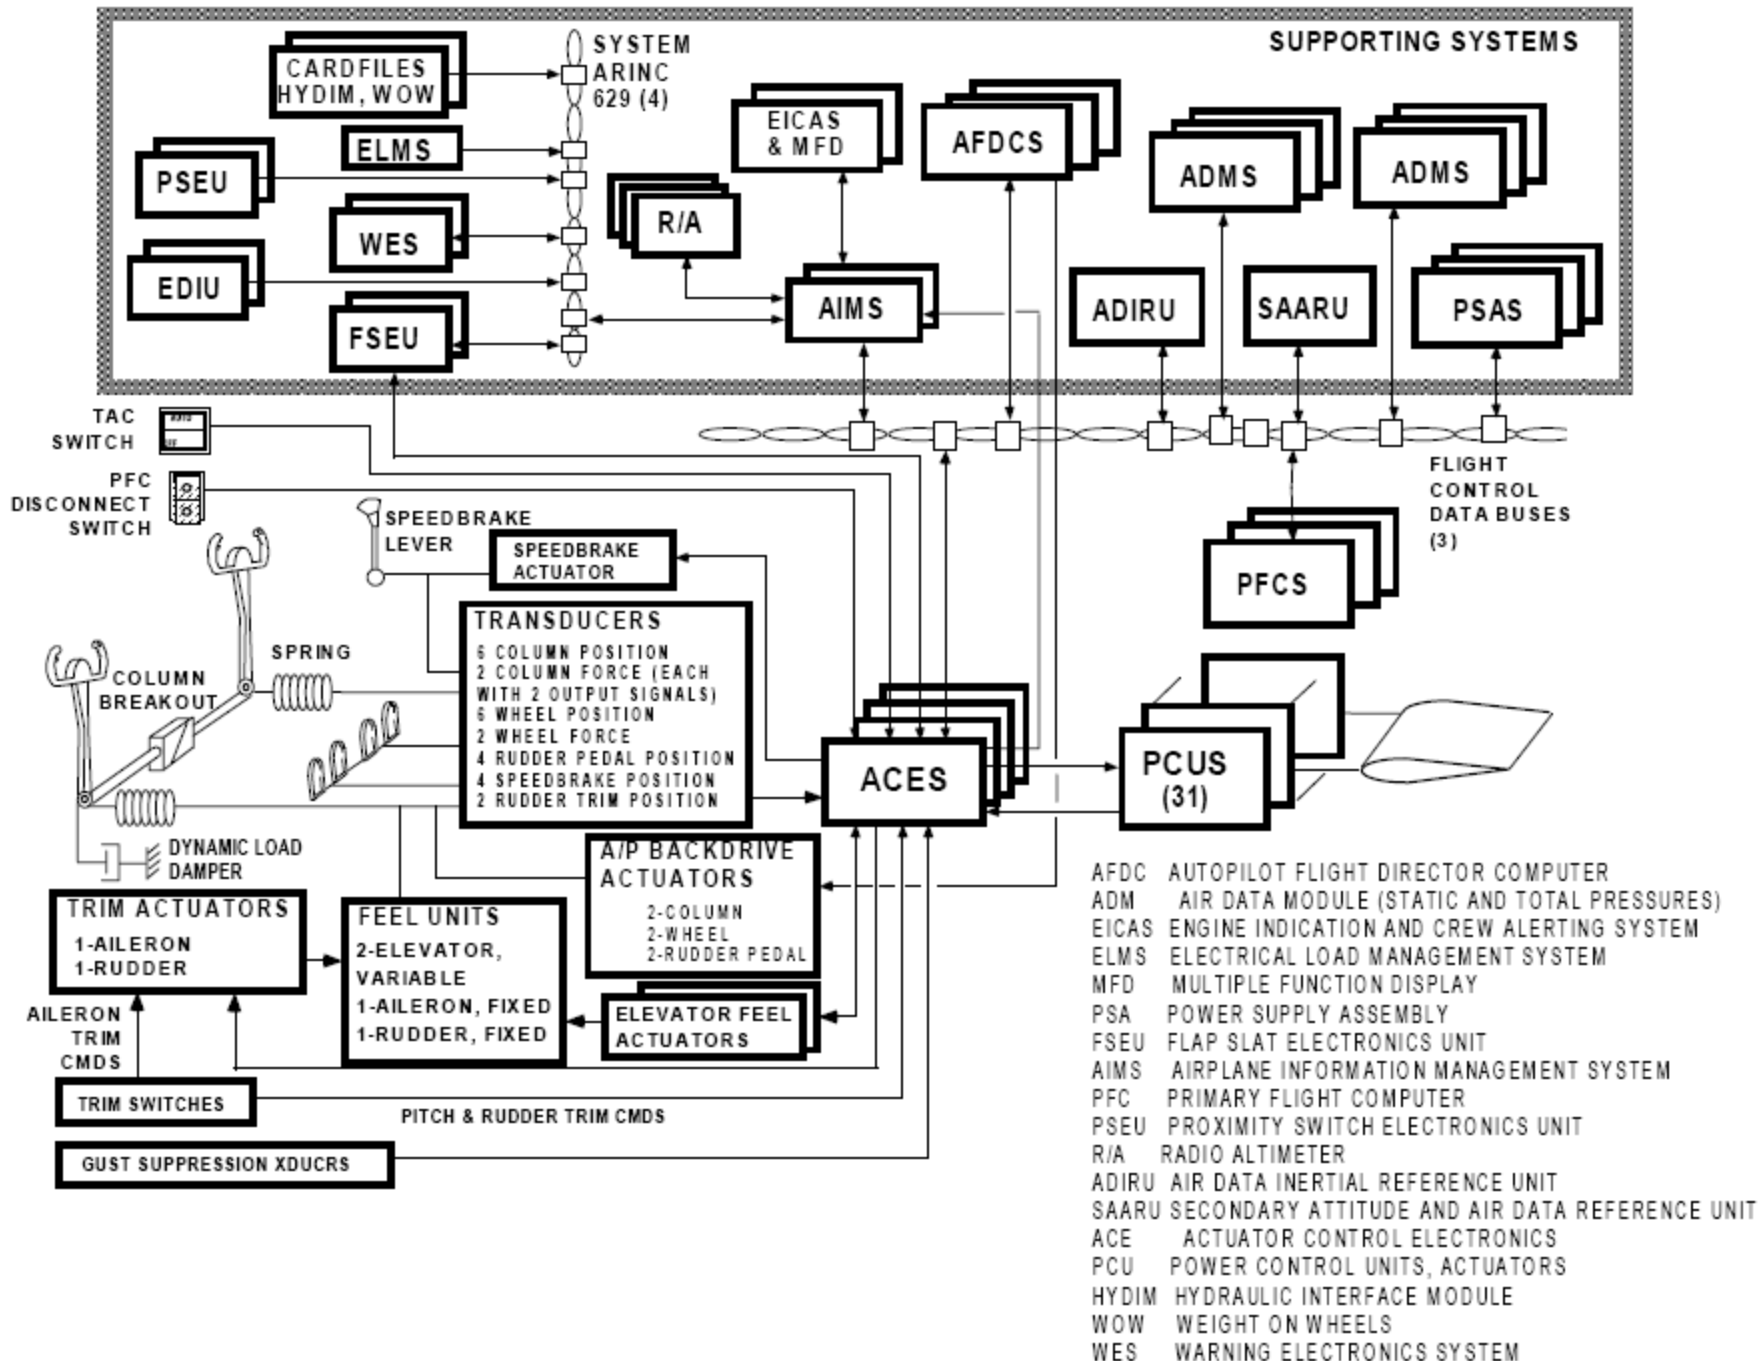 SUPPORTING SYSTEMS
CARDFILES
HYDIM, WOW
SYSTEM
ARINC
629 (4)
ELMS
PSEU
WES
EDIU
FSEU
EICAS
& MFD
R/A
AIMS
AFDCS
ADMS
ADMS
ADIRU
SAARU
PSAS
TAC
SWITCH
PFC
DISCONNECT
SWITCH
FLIGHT
CONTROL
DATA BUSES
(3)
SPEEDBRAKE
LEVER
SPEEDBRAKE
ACTUATOR
PFCS
TRANSDUCERS
6 COLUMN POSITION
2 COLUMN FORCE (EACH
WITH 2 OUTPUT SIGNALS)
6 WHEEL POSITION
2 WHEEL FORCE
4 RUDDER PEDAL POSITION
4 SPEEDBRAKE POSITION
2 RUDDER TRIM POSITION
SPRING
COLUMN
BREAKOUT
ACES
PCUS
(31)
DYNAMIC LOAD
DAMPER
A/P BACKDRIVE
ACTUATORS
2-COLUMN
2-WHEEL
2-RUDDER PEDAL
TRIM ACTUATORS
1-AILERON
1-RUDDER
FEEL UNITS
2-ELEVATOR,
VARIABLE
1-AILERON, FIXED
1-RUDDER, FIXED
ELEVATOR FEEL
ACTUATORS
AILERON
TRIM
CMDS
TRIM SWITCHES
PITCH & RUDDER TRIM CMDS
GUST SUPPRESSION XDUCRS
AFDC AUTOPILOT FLIGHT DIRECTOR COMPUTER
ADM AIR DATA MODULE (STATIC AND TOTAL PRESSURES)
EICAS ENGINE INDICATION AND CREW ALERTING SYSTEM
ELMS ELECTRICAL LOAD MANAGEMENT SYSTEM
MFD MULTIPLE FUNCTION DISPLAY
PSA POWER SUPPLY ASSEMBLY
FSEU FLAP SLAT ELECTRONICS UNIT
AIMS AIRPLANE INFORMATION MANAGEMENT SYSTEM
PFC PRIMARY FLIGHT COMPUTER
PSEU PROXIMITY SWITCH ELECTRONICS UNIT
R/A RADIO ALTIMETER
ADIRU AIR DATA INERTIAL REFERENCE UNIT
SAARU SECONDARY ATTITUDE AND AIR DATA REFERENCE UNIT
ACE ACTUATOR CONTROL ELECTRONICS
PCU POWER CONTROL UNITS, ACTUATORS
HYDIM HYDRAULIC INTERFACE MODULE
WOW WEIGHT ON WHEELS
WES WARNING ELECTRONICS SYSTEM